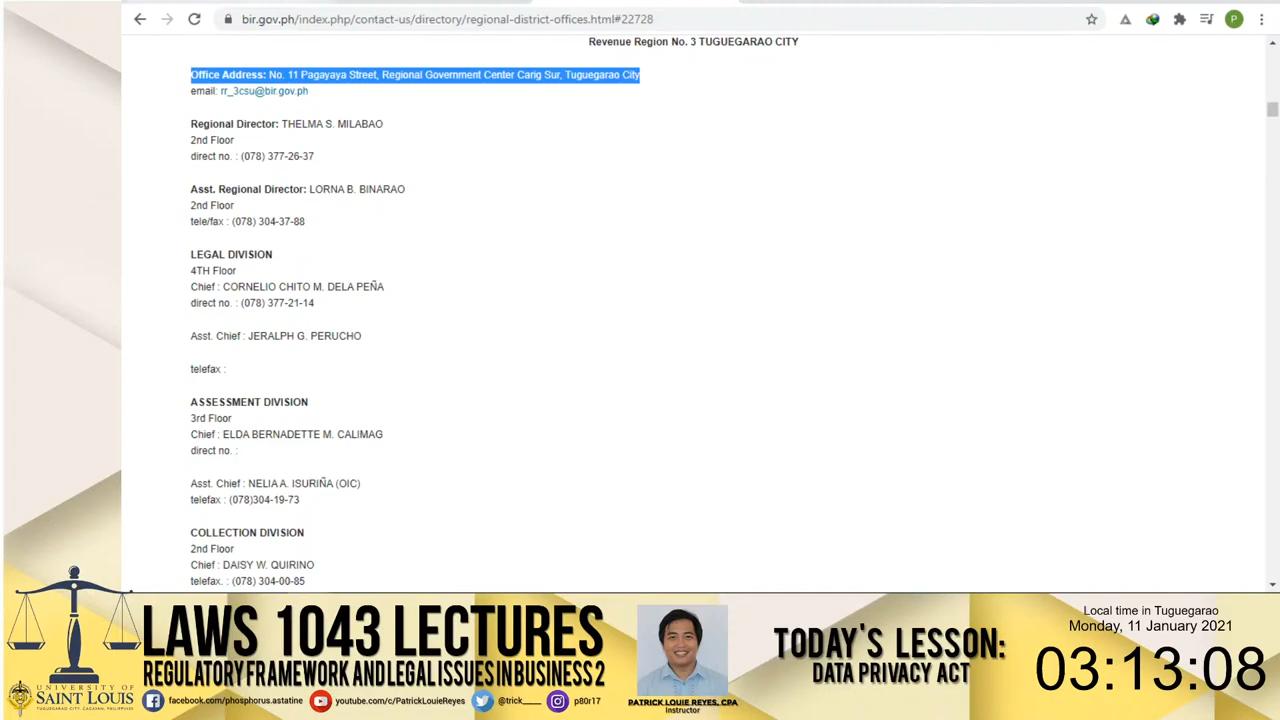 bir.gov.ph/index.php/contact-us/directory/regional-district-offices.html#22728
P
Revenue Region No. 3 TUGUEGARAO CITY
Office Address: No. 11 Pagayaya Street, Regional Government Center Carig Sur, Tuguegarao City
email: rr_3csu@bir.gov.ph
Regional Director: THELMA S. MILABAO
2nd Floor
direct no. : (078) 377-26-37
Asst. Regional Director: LORNA B. BINARAO
2nd Floor
tele/fax : (078) 304-37-88
LEGAL DIVISION
4TH Floor
Chief : CORNELIO CHITO M. DELA PEÑA
direct no. : (078) 377-21-14
Asst. Chief : JERALPH G. PERUCHO
telefax :
ASSESSMENT DIVISION
3rd Floor
Chief : ELDA BERNADETTE M. CALIMAG
direct no. :
Asst. Chief : NELIA A. ISURIÑA (OIC)
telefax : (078)304-19-73
COLLECTION DIVISION
2nd Floor
Chief : DAISY W. QUIRINO
telefax. : (078) 304-00-85
LAWS 1043 LECTURES
REGULATORY FRAMEWORK AND LEGAL ISSUES IN BUSINESS 2
UNIVERSITY OF
SAINT LOUIS
TUGUEGARAO CITY, CAGAYAN, PHILIPPINES
facebook.com/phosphorus.astatine
youtube.com/c/PatrickLouieReyes
@trick____
p80r17
PATRICK LOUIE REYES, CPA
Instructor
TODAY'S LESSON:
DATA PRIVACY ACT
Local time in Tuguegarao
Monday, 11 January 2021
03:13:08